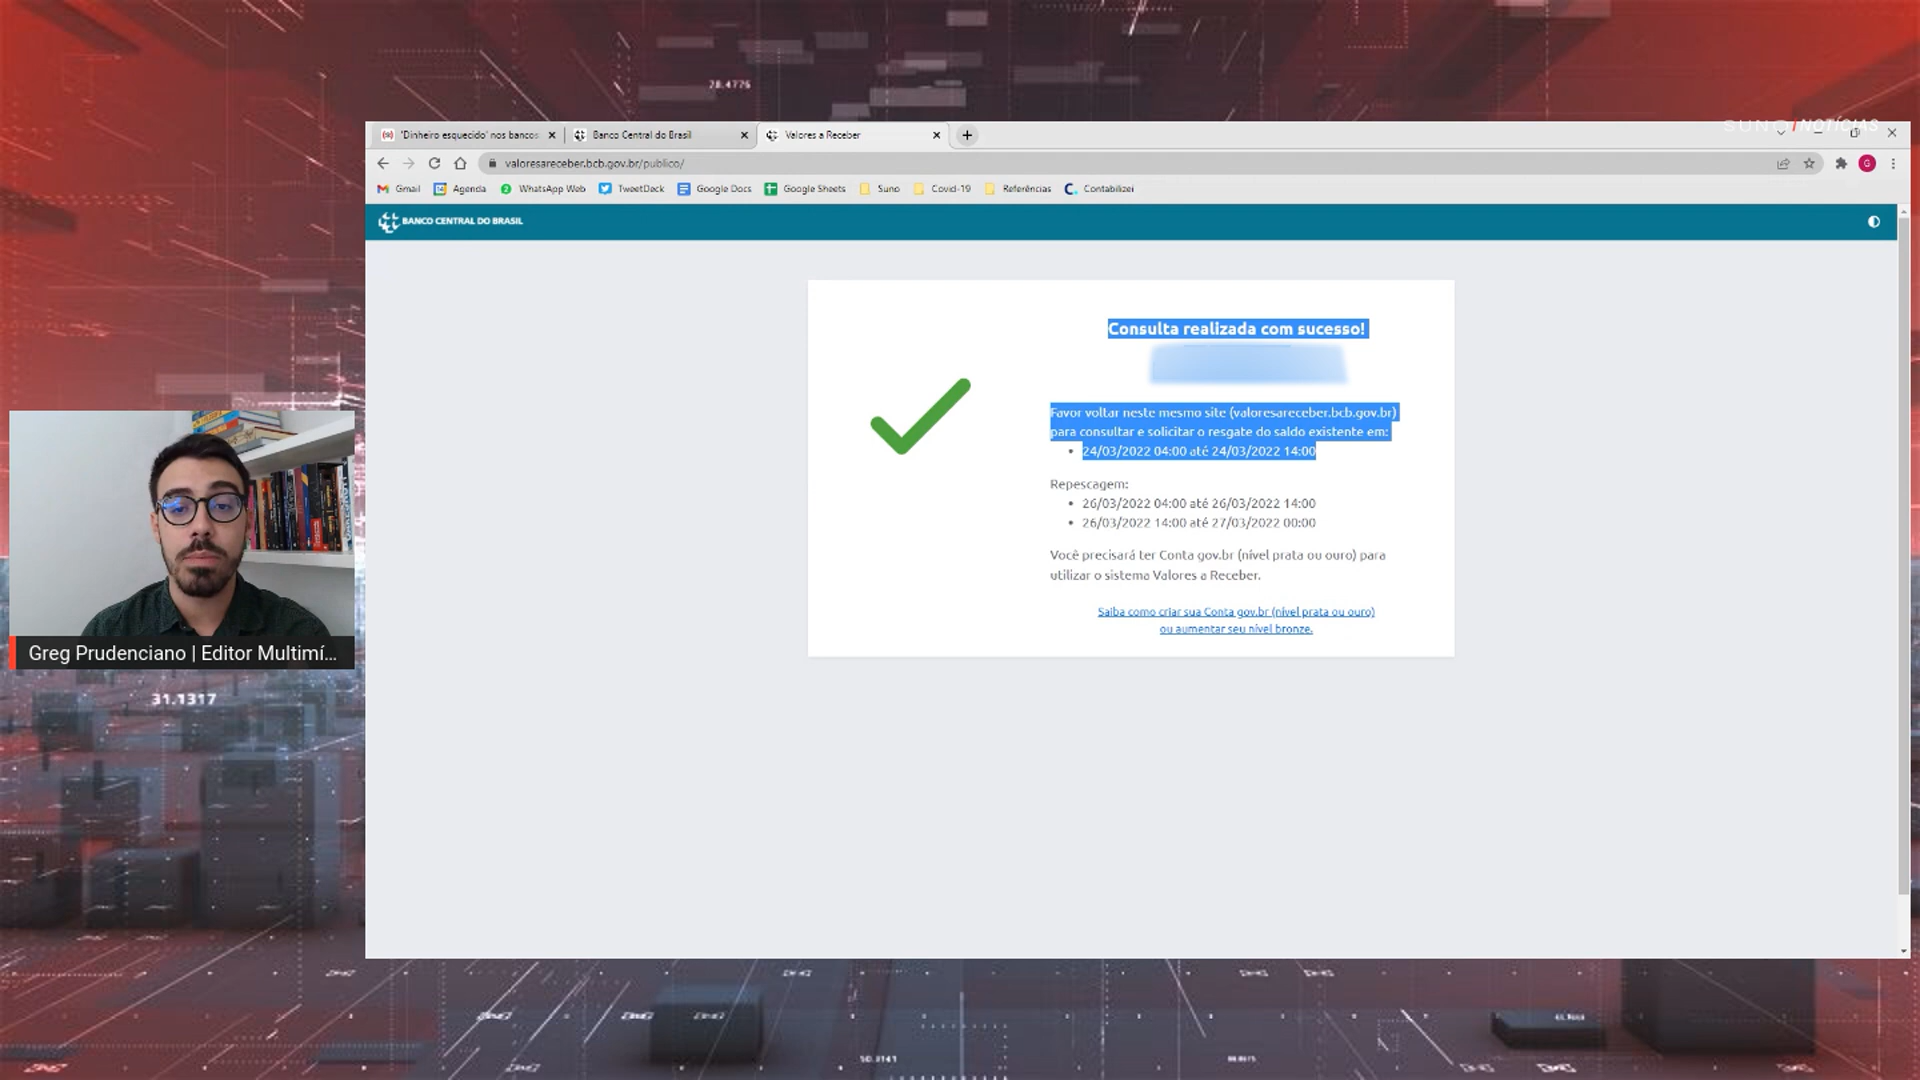 28.4776
SUNO/NOTÍCIAS
'Dinheiro esquecido' nos bancos
Banco Central do Brasil
Valores a Receber
valoresareceber.bcb.gov.br/publico/
G
Gmail
Agenda
WhatsApp Web
TweetDeck
Google Docs
Google Sheets
Suno
Covid-19
Referências
Contabilizei
BANCO CENTRAL DO BRASIL
Consulta realizada com sucesso!
Favor voltar neste mesmo site (valoresareceber.bcb.gov.br)
para consultar e solicitar o resgate do saldo existente em:
• 24/03/2022 04:00 até 24/03/2022 14:00
Repescagem:
• 26/03/2022 04:00 até 26/03/2022 14:00
• 26/03/2022 14:00 até 27/03/2022 00:00
Você precisará ter Conta gov.br (nível prata ou ouro) para
utilizar o sistema Valores a Receber.
Saiba como criar sua Conta gov.br (nível prata ou ouro)
ou aumentar seu nível bronze.
Greg Prudenciano | Editor Multimí...
31.1317
50.3141